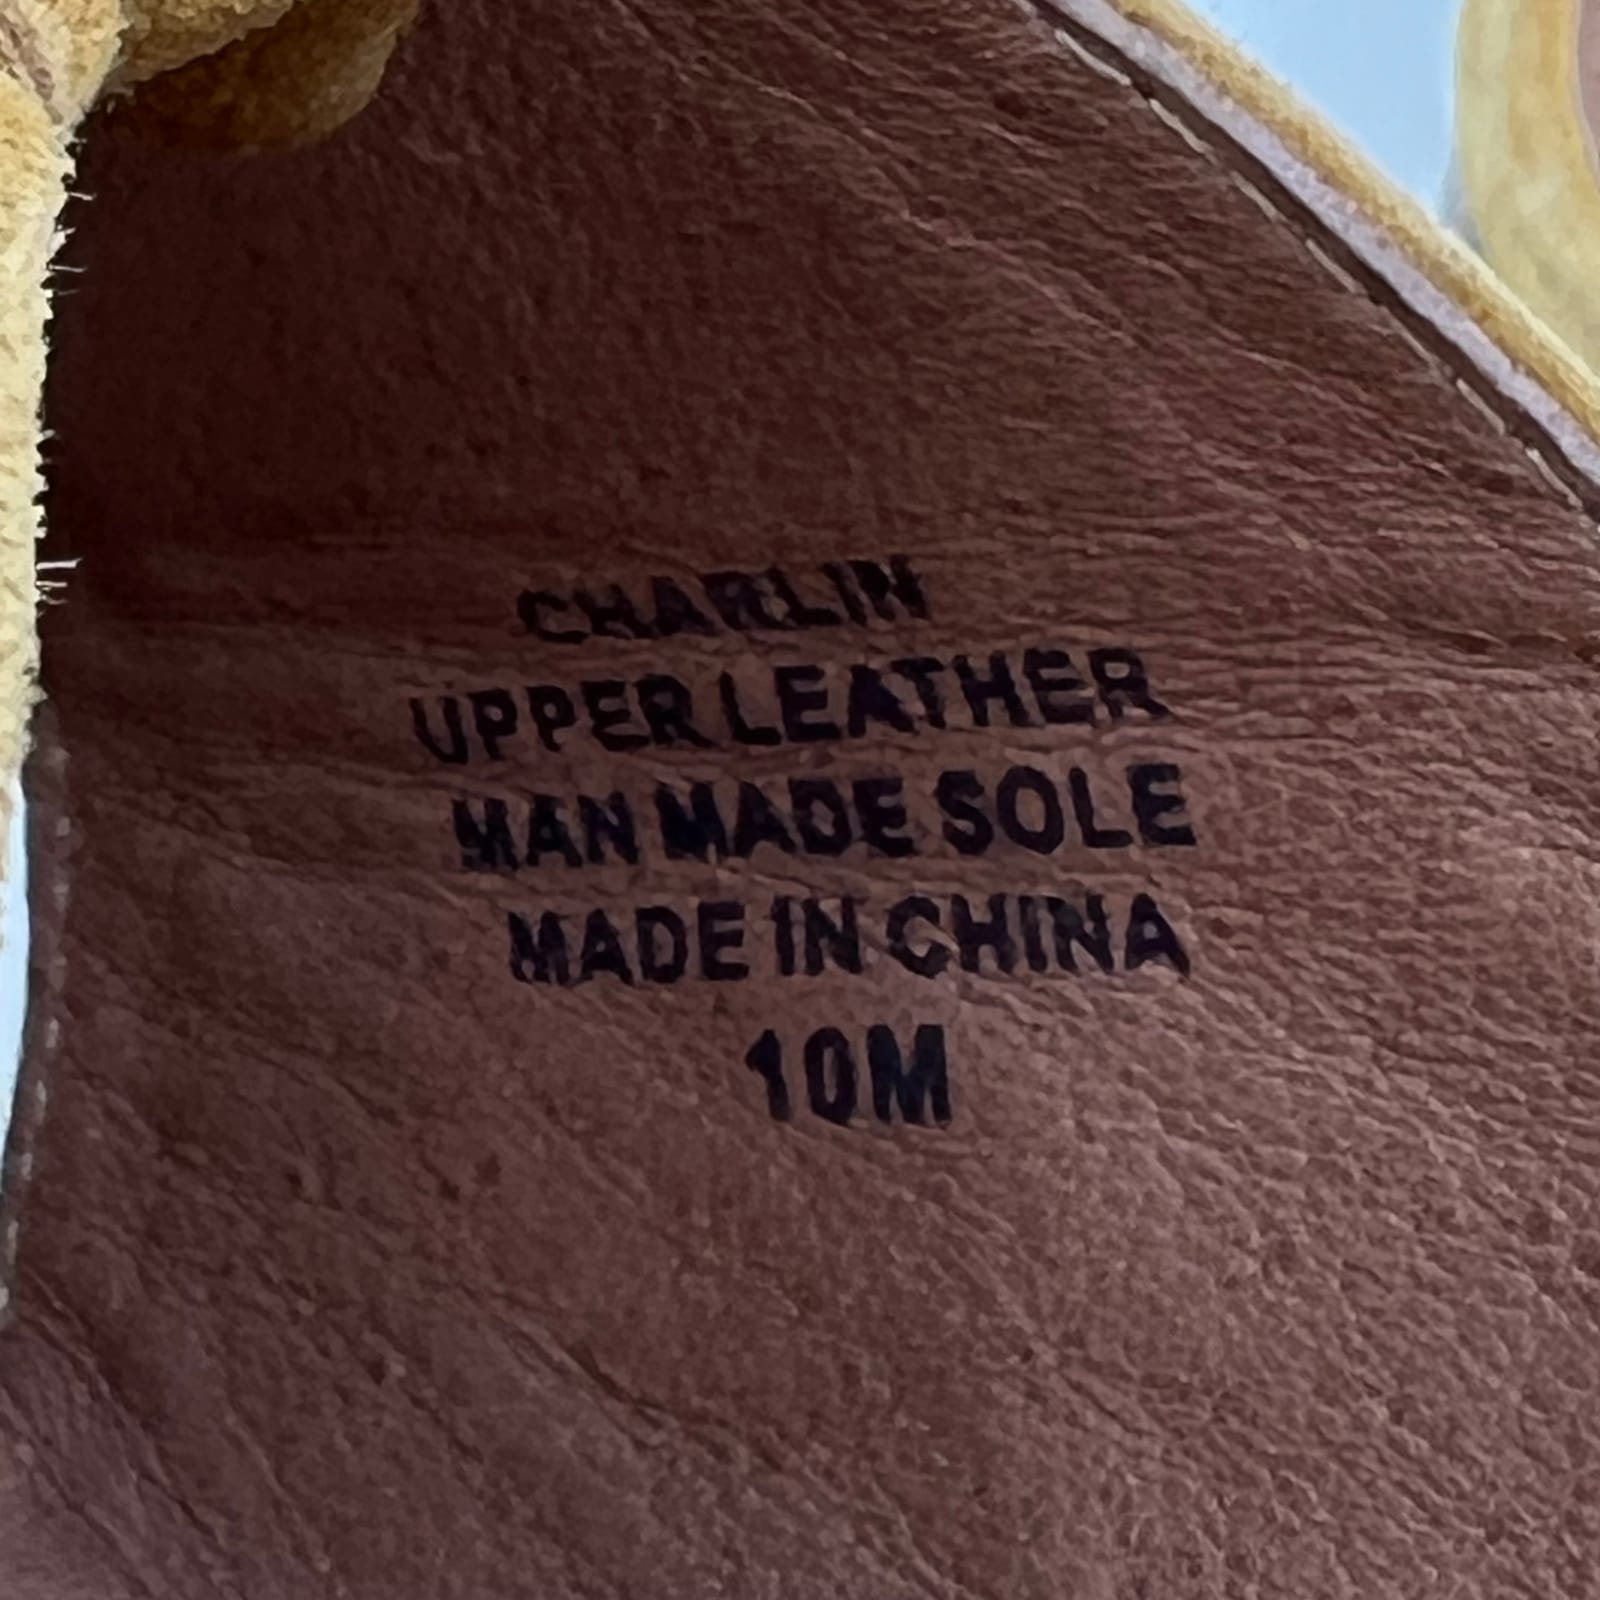 CHARLIN
UPPER LEATHER
MAN MADE SOLE
MADE IN CHINA
10M